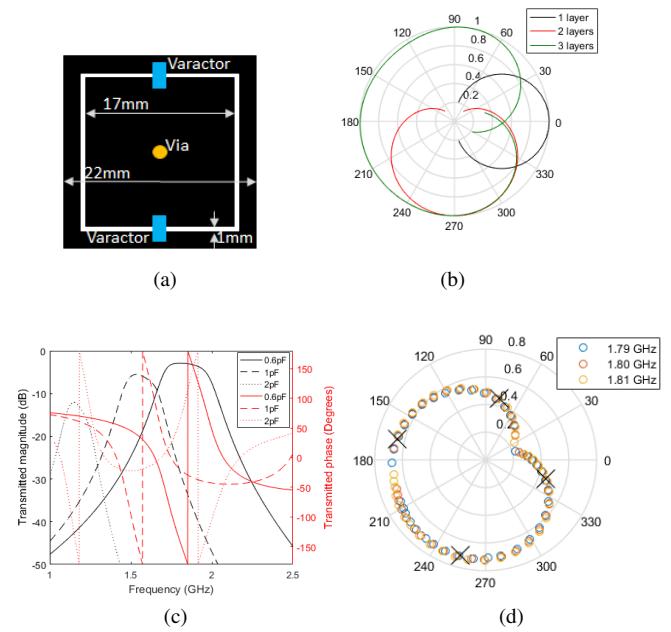 Varactor
17mm
Via
22mm
Varactor
1mm
(a)
90
1
120
60
0.8
0.6
150
0.4
30
0.2
180
0
210
330
240
300
270
1 layer
2 layers
3 layers
(b)
Transmitted magnitude (dB)
0
-10
-20
-30
-40
-50
1
1.5
2
2.5
Frequency (GHz)
Transmitted phase (Degrees)
150
100
50
0
-50
-100
-150
0.6pF
1pF
2pF
0.6pF
1pF
2pF
(c)
90
0.8
120
60
0.6
150
0.4
30
0.2
180
0
210
330
240
300
270
1.79 GHz
1.80 GHz
1.81 GHz
(d)